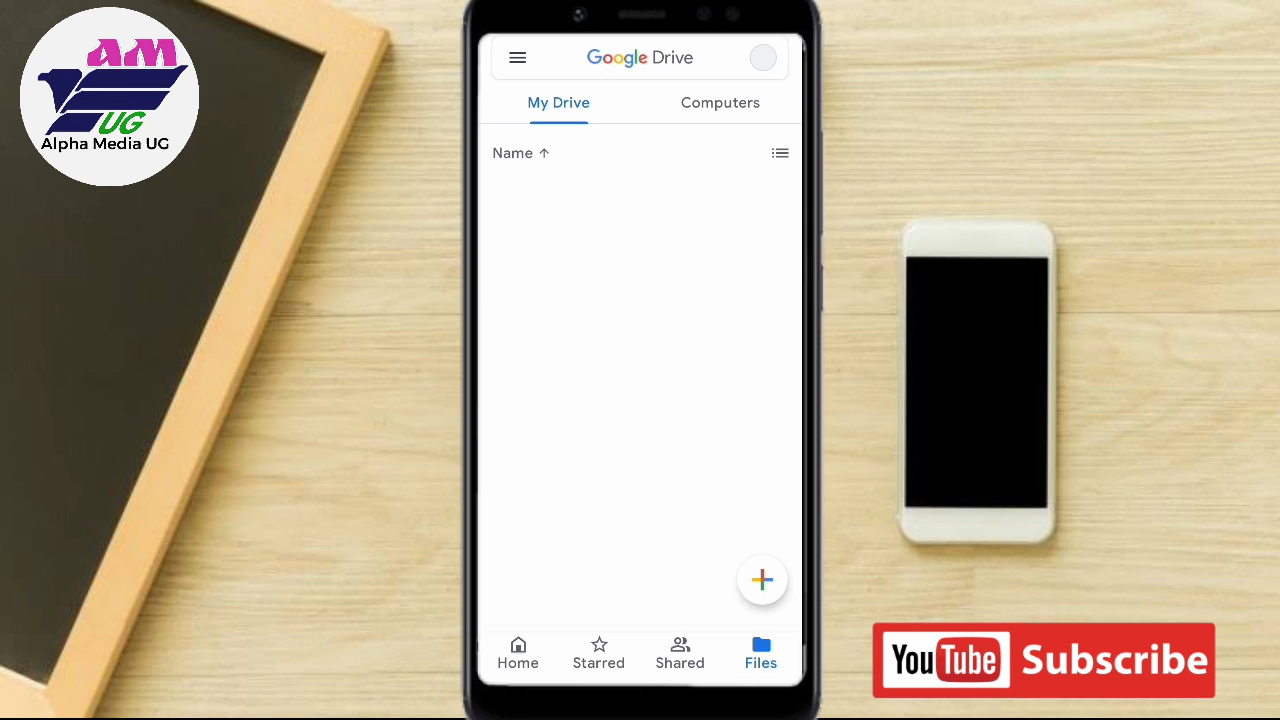 AM
UG
Alpha Media UG
Google Drive
My Drive
Computers
Name
Home
Starred
Shared
Files
YouTube Subscribe